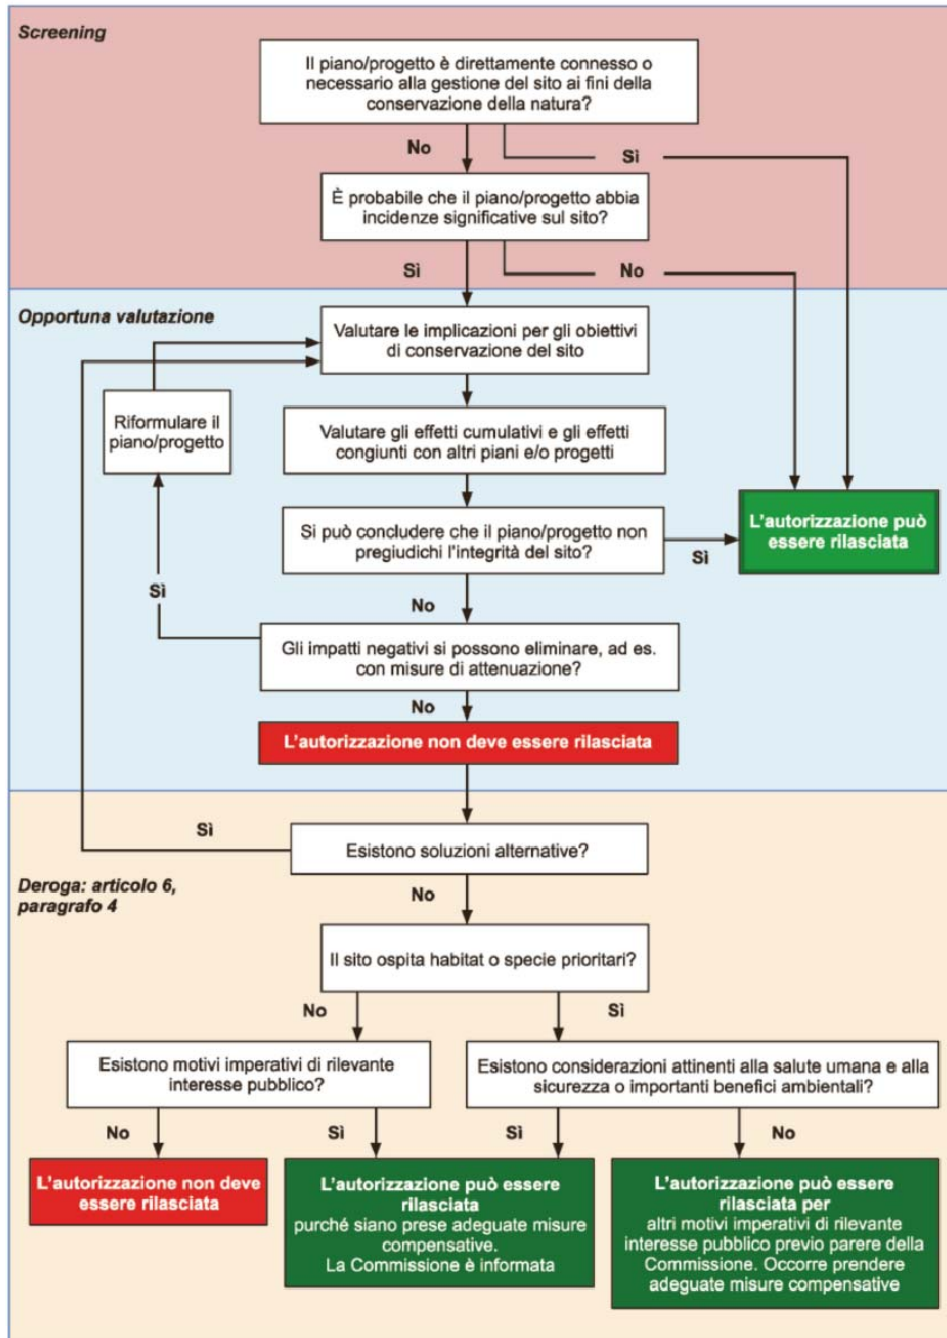 Screening
Il piano/progetto è direttamente connesso o
necessario alla gestione del sito ai fini della
conservazione della natura?
No
Sì
È probabile che il piano/progetto abbia
incidenze significative sul sito?
Sì
No
Opportuna valutazione
Valutare le implicazioni per gli obiettivi
di conservazione del sito
Riformulare il
piano/progetto
Valutare gli effetti cumulativi e gli effetti
congiunti con altri piani e/o progetti
Si può concludere che il piano/progetto non
pregiudichi l'integrità del sito?
Sì
L'autorizzazione può
essere rilasciata
Sì
No
Gli impatti negativi si possono eliminare, ad es.
con misure di attenuazione?
No
L'autorizzazione non deve essere rilasciata
Sì
Esistono soluzioni alternative?
Deroga: articolo 6,
paragrafo 4
No
Il sito ospita habitat o specie prioritari?
No
Sì
Esistono motivi imperativi di rilevante
interesse pubblico?
Esistono considerazioni attinenti alla salute umana e alla
sicurezza o importanti benefici ambientali?
No
Sì
Sì
No
L'autorizzazione non deve
essere rilasciata
L'autorizzazione può essere
rilasciata
purché siano prese adeguate misure
compensative.
La Commissione è informata
L'autorizzazione può essere
rilasciata per
altri motivi imperativi di rilevante
interesse pubblico previo parere della
Commissione. Occorre prendere
adeguate misure compensative